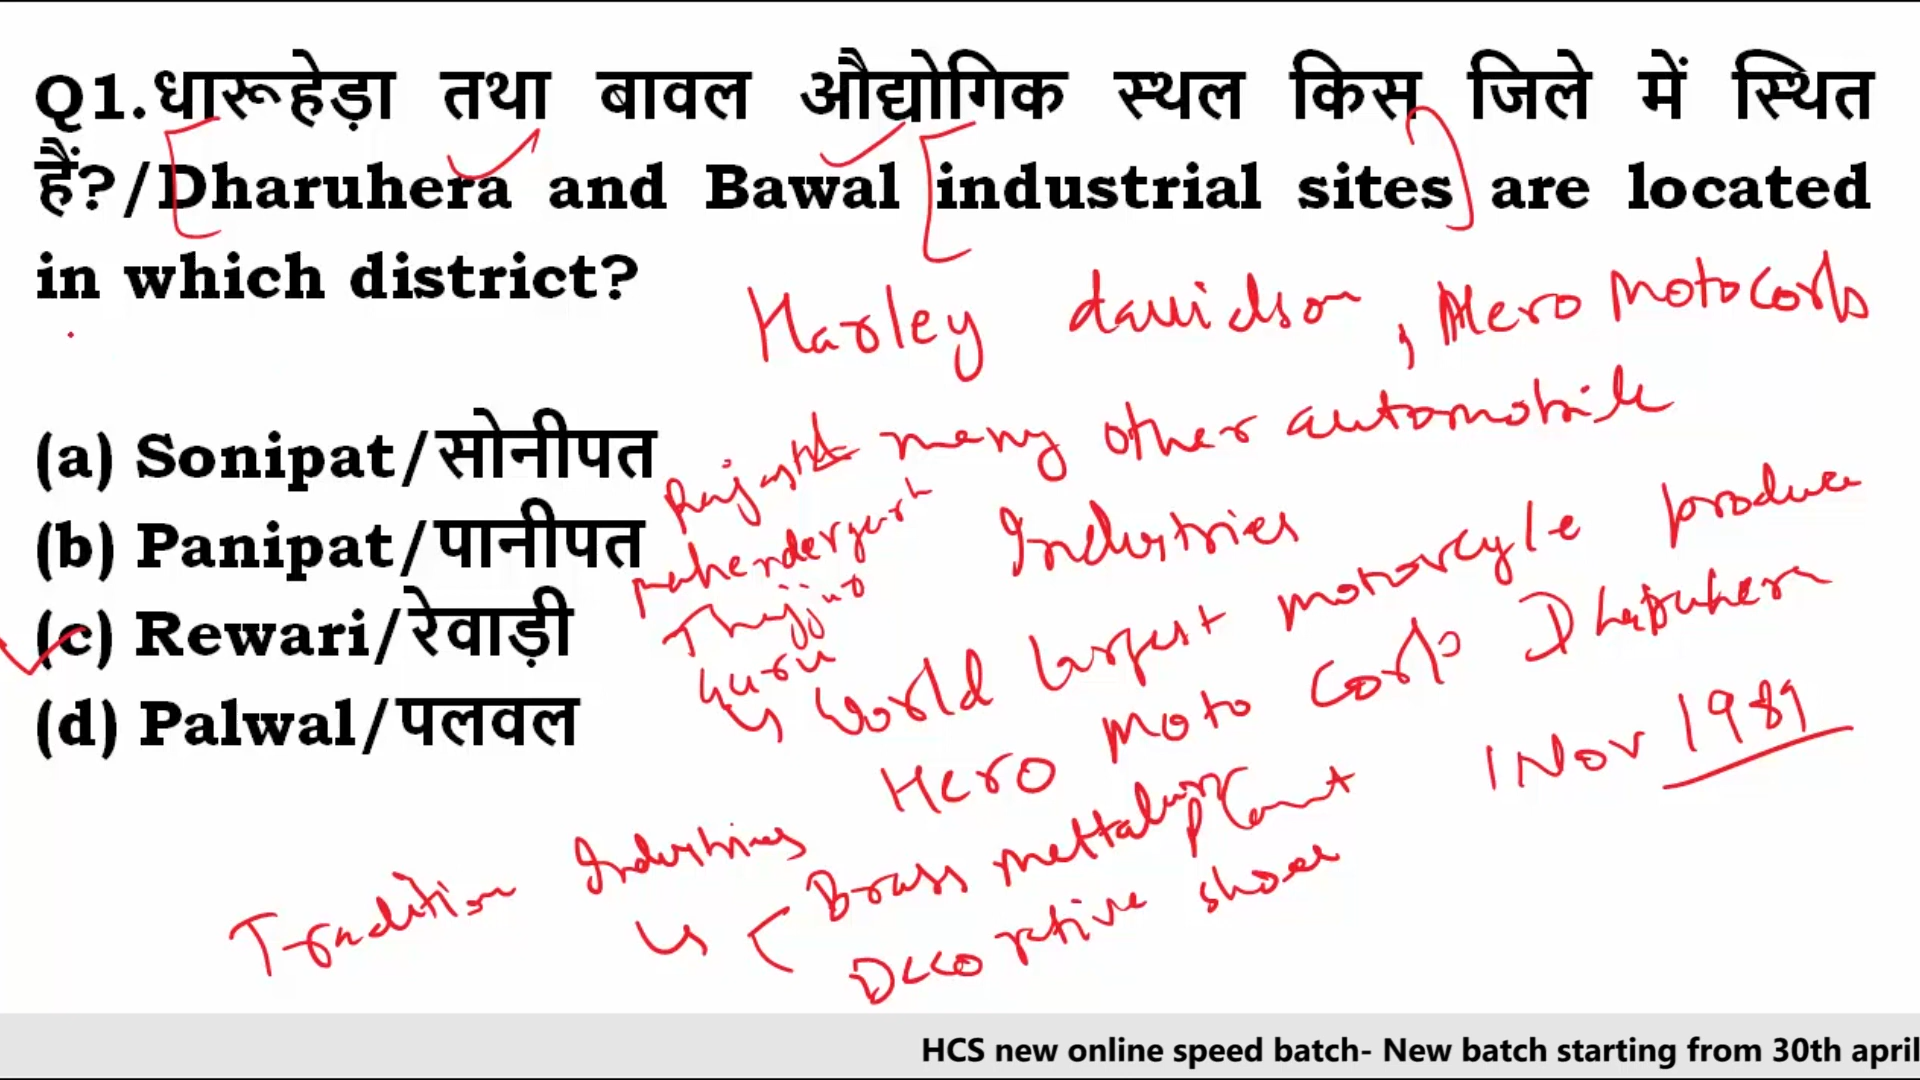 Q1.धारूहेड़ा तथा बावल औद्योगिक स्थल किस जिले में स्थित
हैं?/Dharuhera and Bawal industrial sites are located
in which district?
Harley davidson, Hero Motocorp
many other automobile
Industries
(a) Sonipat/सोनीपत
(b) Panipat/पानीपत
(c) Rewari/रेवाड़ी
(d) Palwal/पलवल
mahendergarh
World largest motorcycle produce
Hero Moto Corp
plant
1 Nov 1989
Tradition Industries
Brass
Decorative shoes
HCS new online speed batch- New batch starting from 30th april